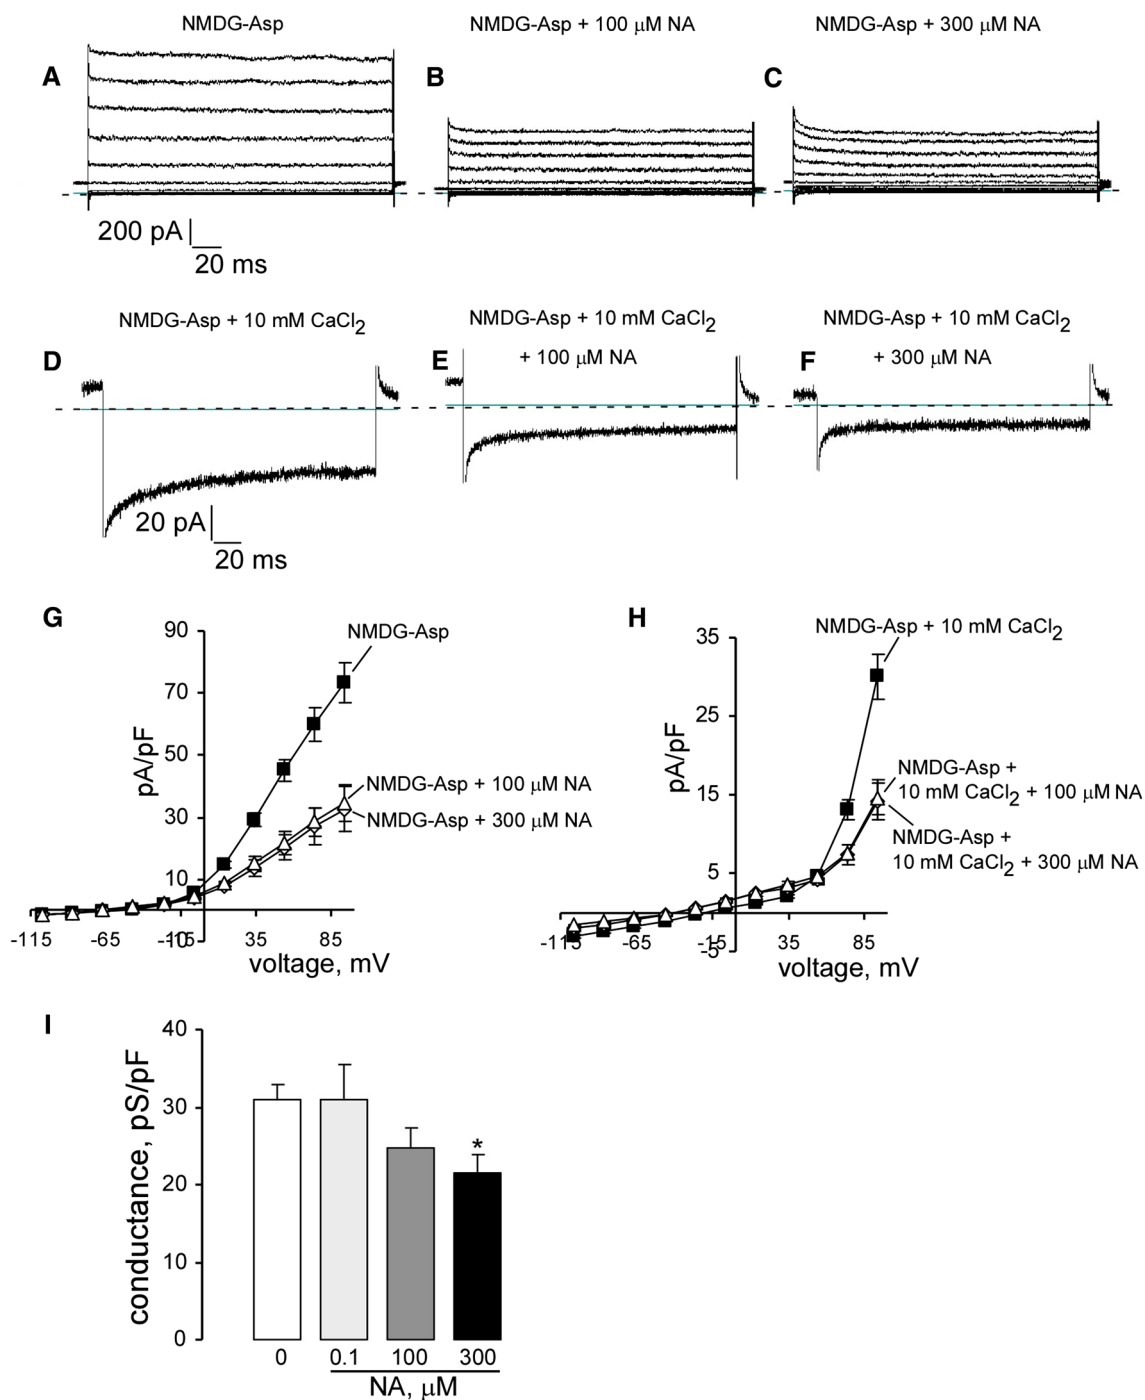 NMDG-Asp
NMDG-Asp + 100 μM NA
NMDG-Asp + 300 μM NA
A
B
C
200 pA
20 ms
NMDG-Asp + 10 mM CaCl2
NMDG-Asp + 10 mM CaCl2
+ 100 μM NA
NMDG-Asp + 10 mM CaCl2
+ 300 μM NA
D
E
F
20 pA
20 ms
G
90
70
50
30
10
-10
-115
-65
-15
35
85
pA/pF
voltage, mV
NMDG-Asp
NMDG-Asp + 100 μM NA
NMDG-Asp + 300 μM NA
H
35
25
15
5
-5
-115
-65
-15
35
85
pA/pF
voltage, mV
NMDG-Asp + 10 mM CaCl2
NMDG-Asp +
10 mM CaCl2 + 100 μM NA
NMDG-Asp +
10 mM CaCl2 + 300 μM NA
I
40
30
20
10
0
conductance, pS/pF
*
0
0.1
100
300
NA, μM